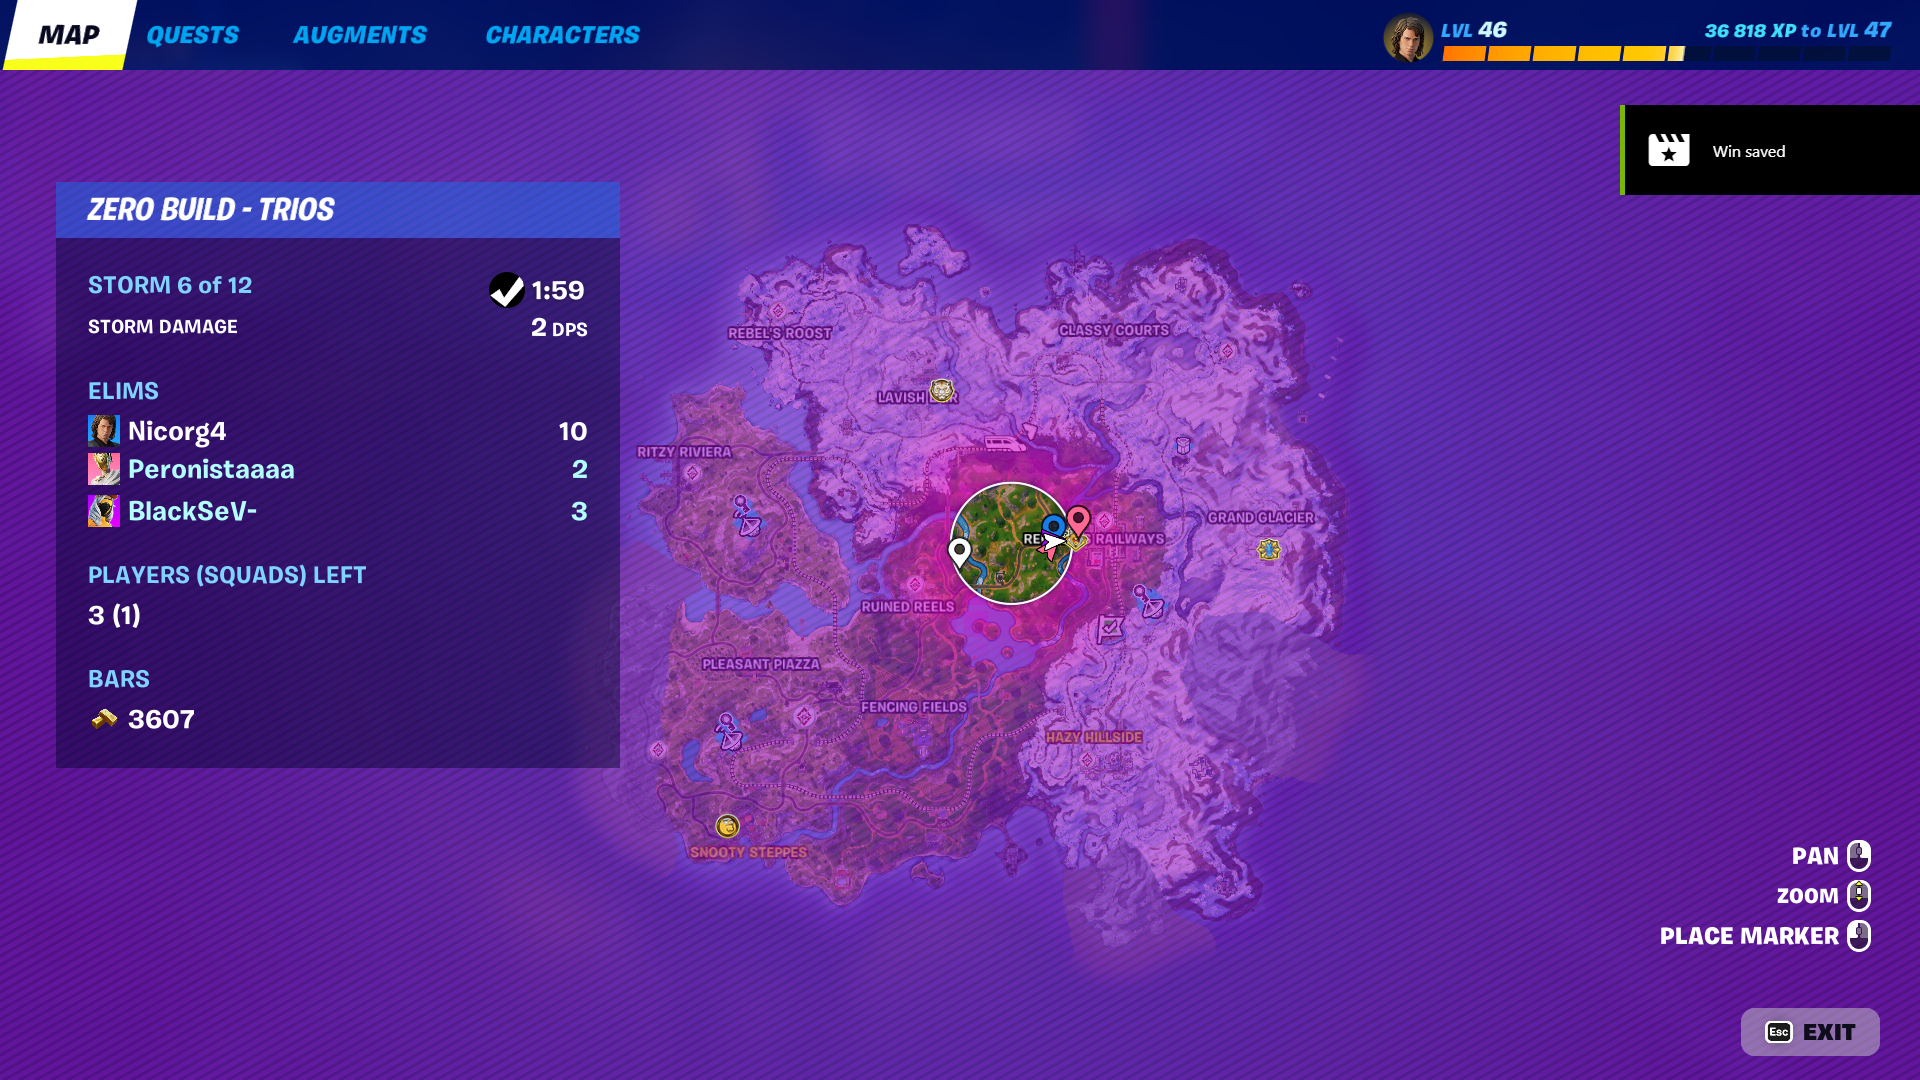 MAP
QUESTS
AUGMENTS
CHARACTERS
LVL 46
36 818 XP to LVL 47
Win saved
ZERO BUILD - TRIOS
STORM 6 of 12
1:59
STORM DAMAGE
2 DPS
ELIMS
Nicorg4
10
Peronistaaaa
2
BlackSeV-
3
PLAYERS (SQUADS) LEFT
3 (1)
BARS
3607
REBEL'S ROOST
CLASSY COURTS
LAVISH
RITZY RIVIERA
GRAND GLACIER
RAILWAYS
RUINED REELS
PLEASANT PIAZZA
FENCING FIELDS
HAZY HILLSIDE
SNOOTY STEPPES
PAN
ZOOM
PLACE MARKER
Esc EXIT